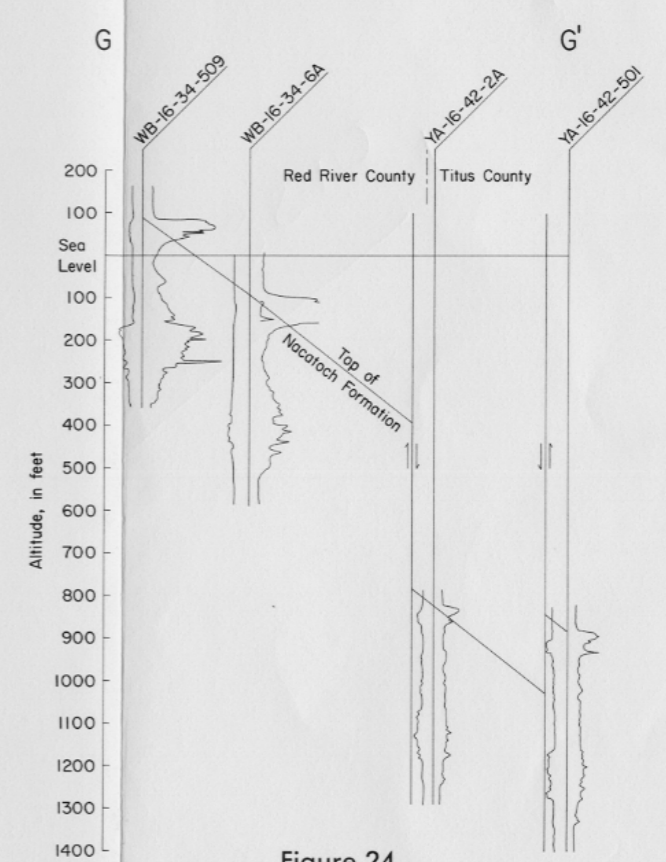 G
G'
WB-16-34-509
WB-16-34-6A
YA-16-42-2A
YA-16-42-501
Red River County
Titus County
200
100
Sea
Level
100
200
300
400
500
600
700
800
900
1000
1100
1200
1300
1400
Altitude, in feet
Top of
Nacatoch Formation
Figure 24